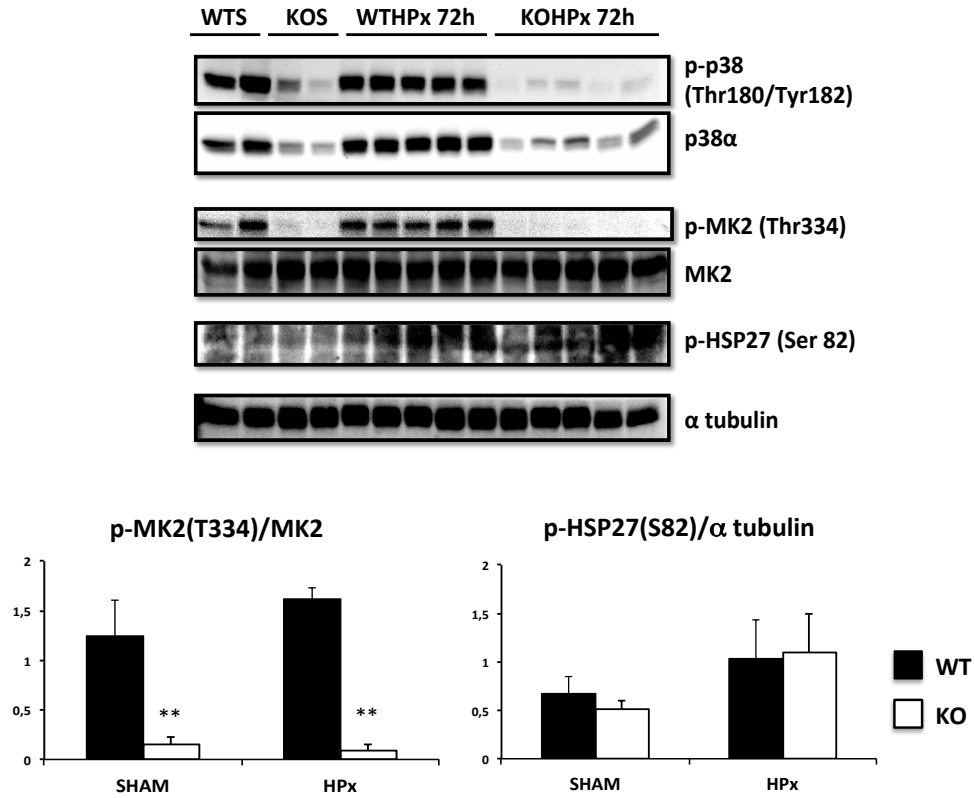 WTS KOS WTHPx 72h KOHPx 72h
p-p38
(Thr180/Tyr182)
p38α
p-MK2 (Thr334)
MK2
p-HSP27 (Ser 82)
α tubulin
p-MK2(T334)/MK2
2
1,5
1
0,5
0
** **
SHAM HPx
p-HSP27(S82)/α tubulin
2
1,5
1
0,5
0
SHAM HPx
WT
KO